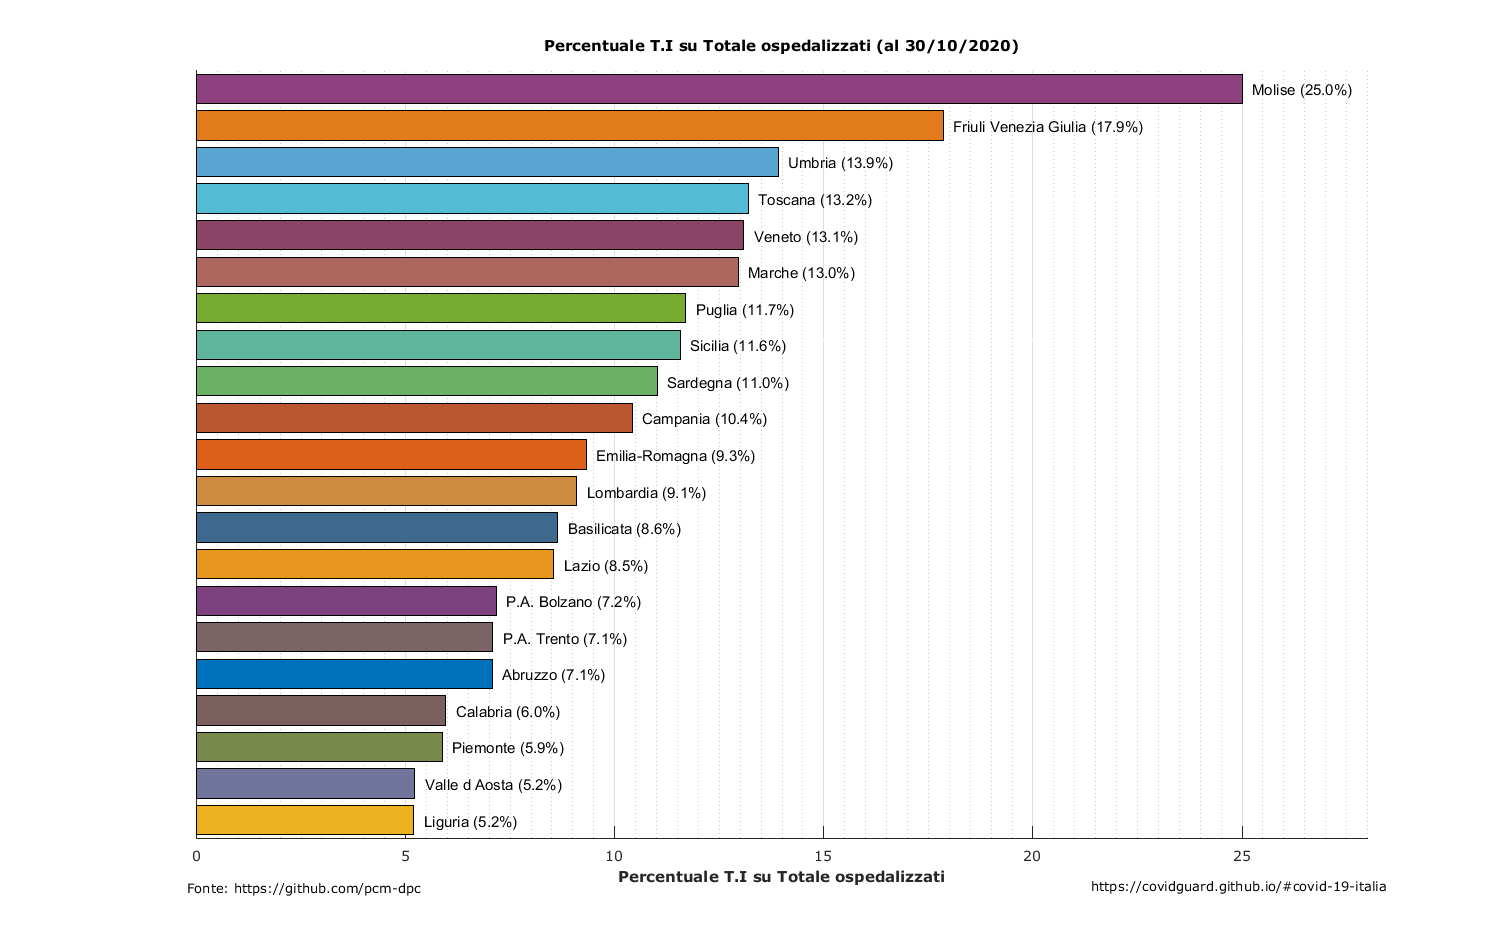 Percentuale T.I su Totale ospedalizzati (al 30/10/2020)
Molise (25.0%)
Friuli Venezia Giulia (17.9%)
Umbria (13.9%)
Toscana (13.2%)
Veneto (13.1%)
Marche (13.0%)
Puglia (11.7%)
Sicilia (11.6%)
Sardegna (11.0%)
Campania (10.4%)
Emilia-Romagna (9.3%)
Lombardia (9.1%)
Basilicata (8.6%)
Lazio (8.5%)
P.A. Bolzano (7.2%)
P.A. Trento (7.1%)
Abruzzo (7.1%)
Calabria (6.0%)
Piemonte (5.9%)
Valle d Aosta (5.2%)
Liguria (5.2%)
0 5 10 15 20 25
Percentuale T.I su Totale ospedalizzati
Fonte: https://github.com/pcm-dpc
https://covidguard.github.io/#covid-19-italia